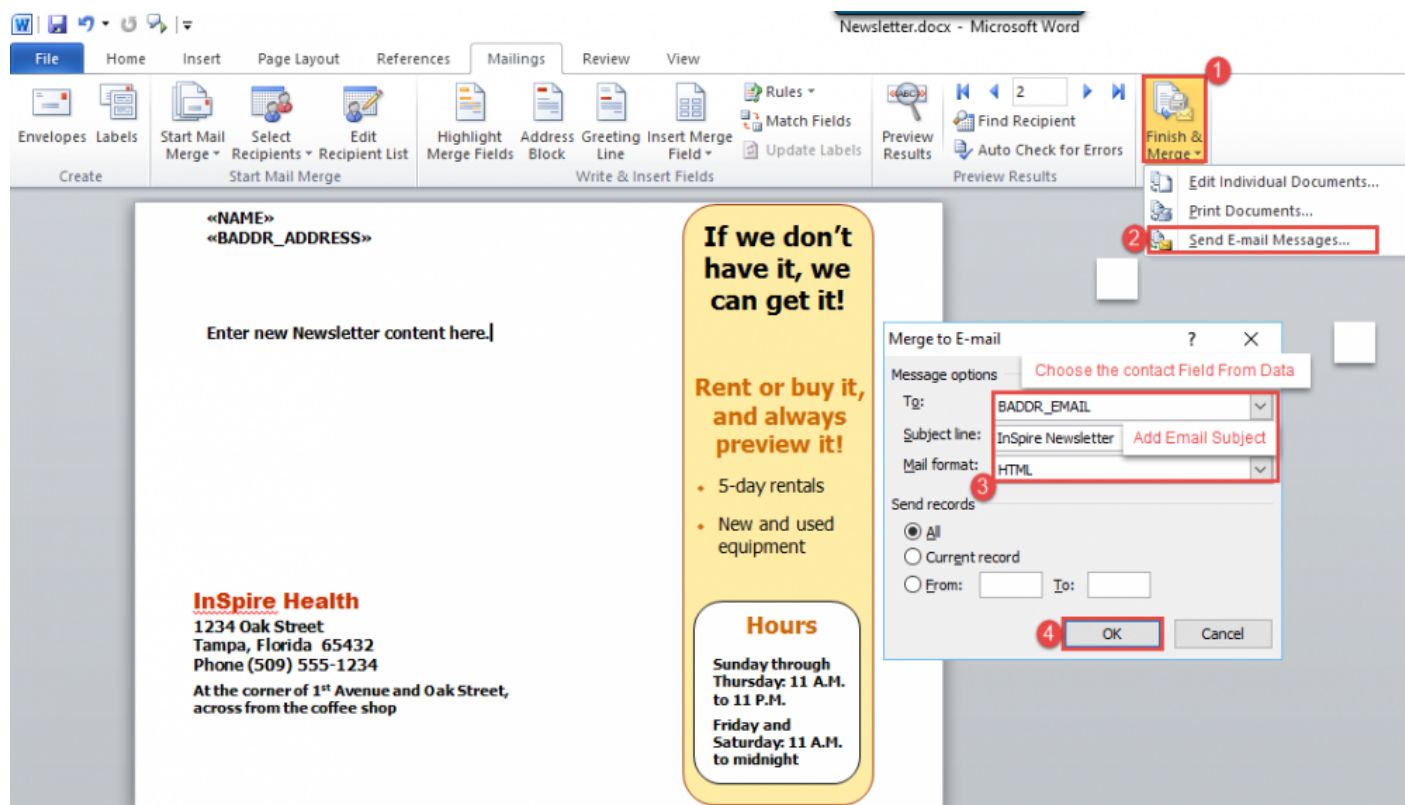 Newsletter.docx - Microsoft Word
File Home Insert Page Layout References Mailings Review View
1
Envelopes
Labels
Start Mail
Merge
Select
Recipients
Edit
Recipient List
Highlight
Merge Fields
Address
Block
Greeting
Line
Insert Merge
Field
Rules
Match Fields
Update Labels
«ABC»
Preview
Results
2
Find Recipient
Auto Check for Errors
Finish &
Merge
Create
Start Mail Merge
Write & Insert Fields
Preview Results
Edit Individual Documents...
Print Documents...
2
Send E-mail Messages...
«NAME»
«BADDR_ADDRESS»
Enter new Newsletter content here.
InSpire Health
1234 Oak Street
Tampa, Florida 65432
Phone (509) 555-1234
At the corner of 1st Avenue and Oak Street,
across from the coffee shop
If we don't
have it, we
can get it!
Rent or buy it,
and always
preview it!
• 5-day rentals
• New and used
equipment
Hours
Sunday through
Thursday: 11 A.M.
to 11 P.M.
Friday and
Saturday: 11 A.M.
to midnight
Merge to E-mail ? X
Message options
Choose the contact Field From Data
To: BADDR_EMAIL
Subject line: InSpire Newsletter
Add Email Subject
Mail format: HTML
3
Send records
All
Current record
From: To:
4
OK Cancel